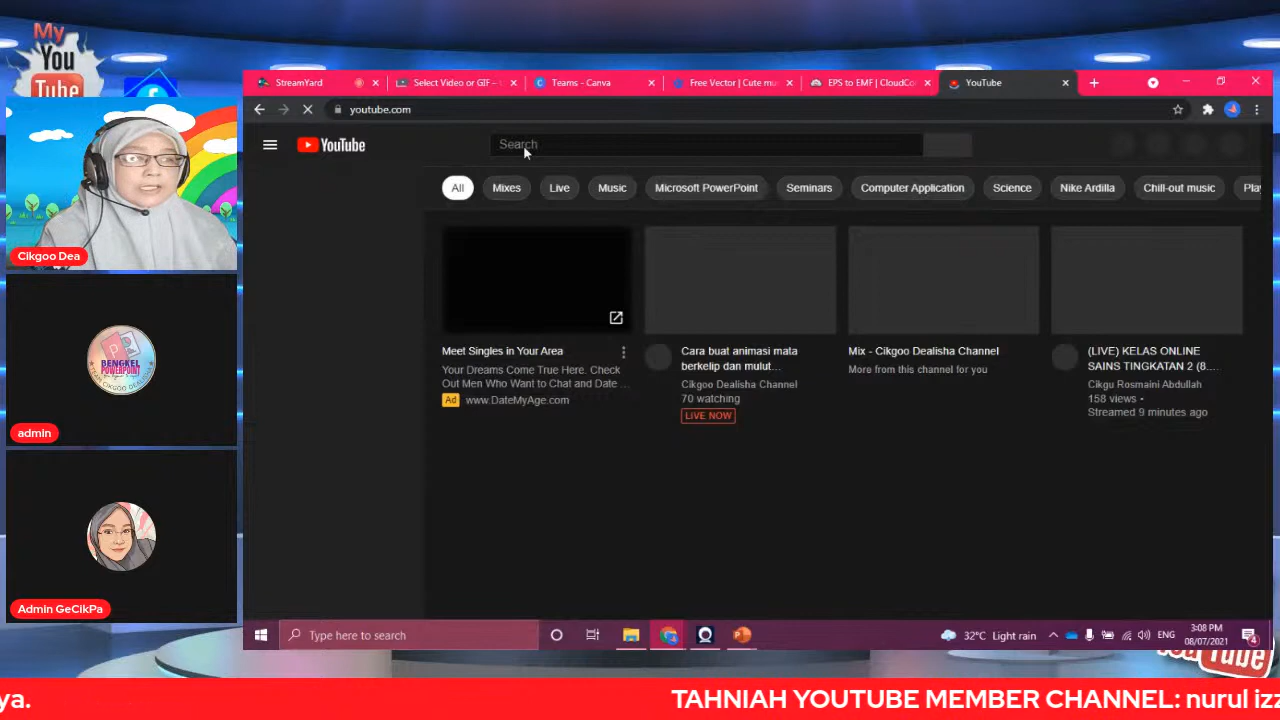 My
You
Tube
StreamYard
Select Video or GIF –
Teams - Canva
Free Vector | Cute mu
EPS to EMF | CloudCo
YouTube
youtube.com
YouTube
Search
All
Mixes
Live
Music
Microsoft PowerPoint
Seminars
Computer Application
Science
Nike Ardilla
Chill-out music
Cikgoo Dea
Meet Singles in Your Area
Your Dreams Come True Here. Check
Out Men Who Want to Chat and Date ...
Ad www.DateMyAge.com
Cara buat animasi mata
berkelip dan mulut...
Cikgoo Dealisha Channel
70 watching
LIVE NOW
Mix - Cikgoo Dealisha Channel
More from this channel for you
(LIVE) KELAS ONLINE
SAINS TINGKATAN 2 (8....
Cikgu Rosmaini Abdullah
158 views •
Streamed 9 minutes ago
BENGKEL
POWERPOINT
admin
Admin GeCikPa
Type here to search
32°C Light rain
ENG
3:08 PM
08/07/2021
4
ya.
TAHNIAH YOUTUBE MEMBER CHANNEL: nurul izz